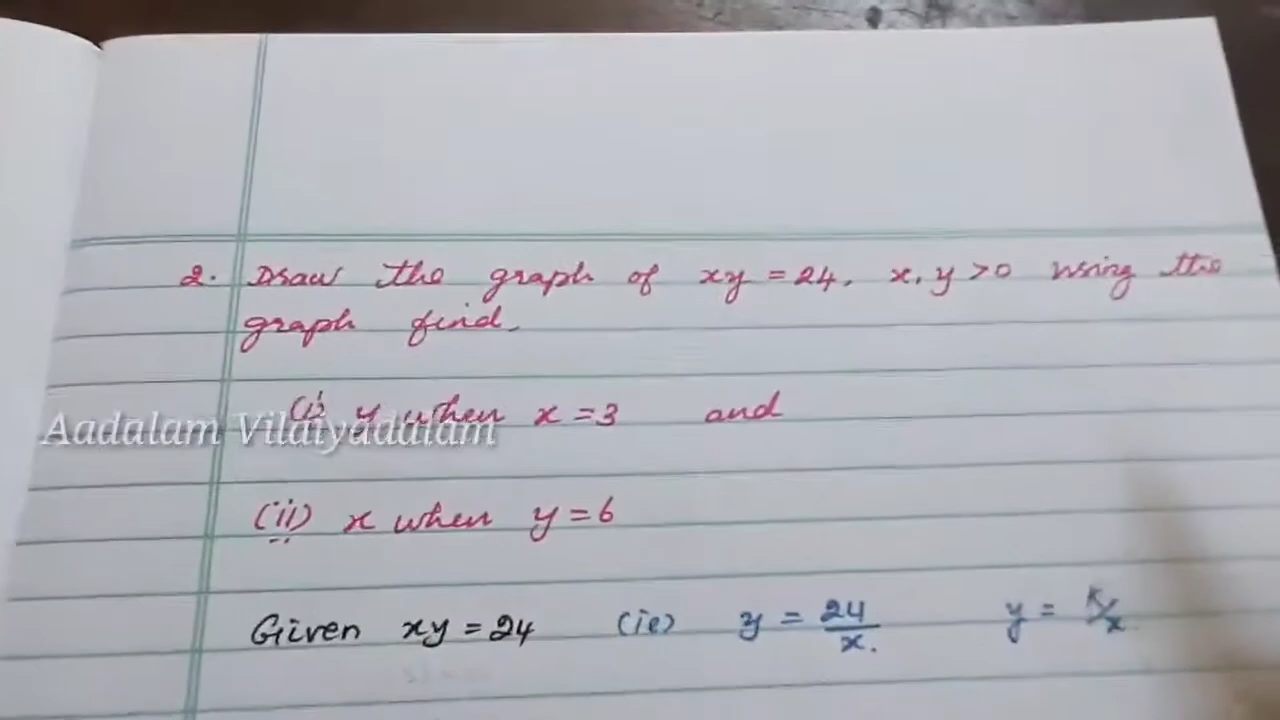 2. Draw the graph of xy = 24, x, y > 0 using the
graph find.
(i) y when x = 3 and
Aadalam Vilaiyadalam
(ii) x when y = 6
Given xy = 24 (ie) y = 24/x. y = k/x